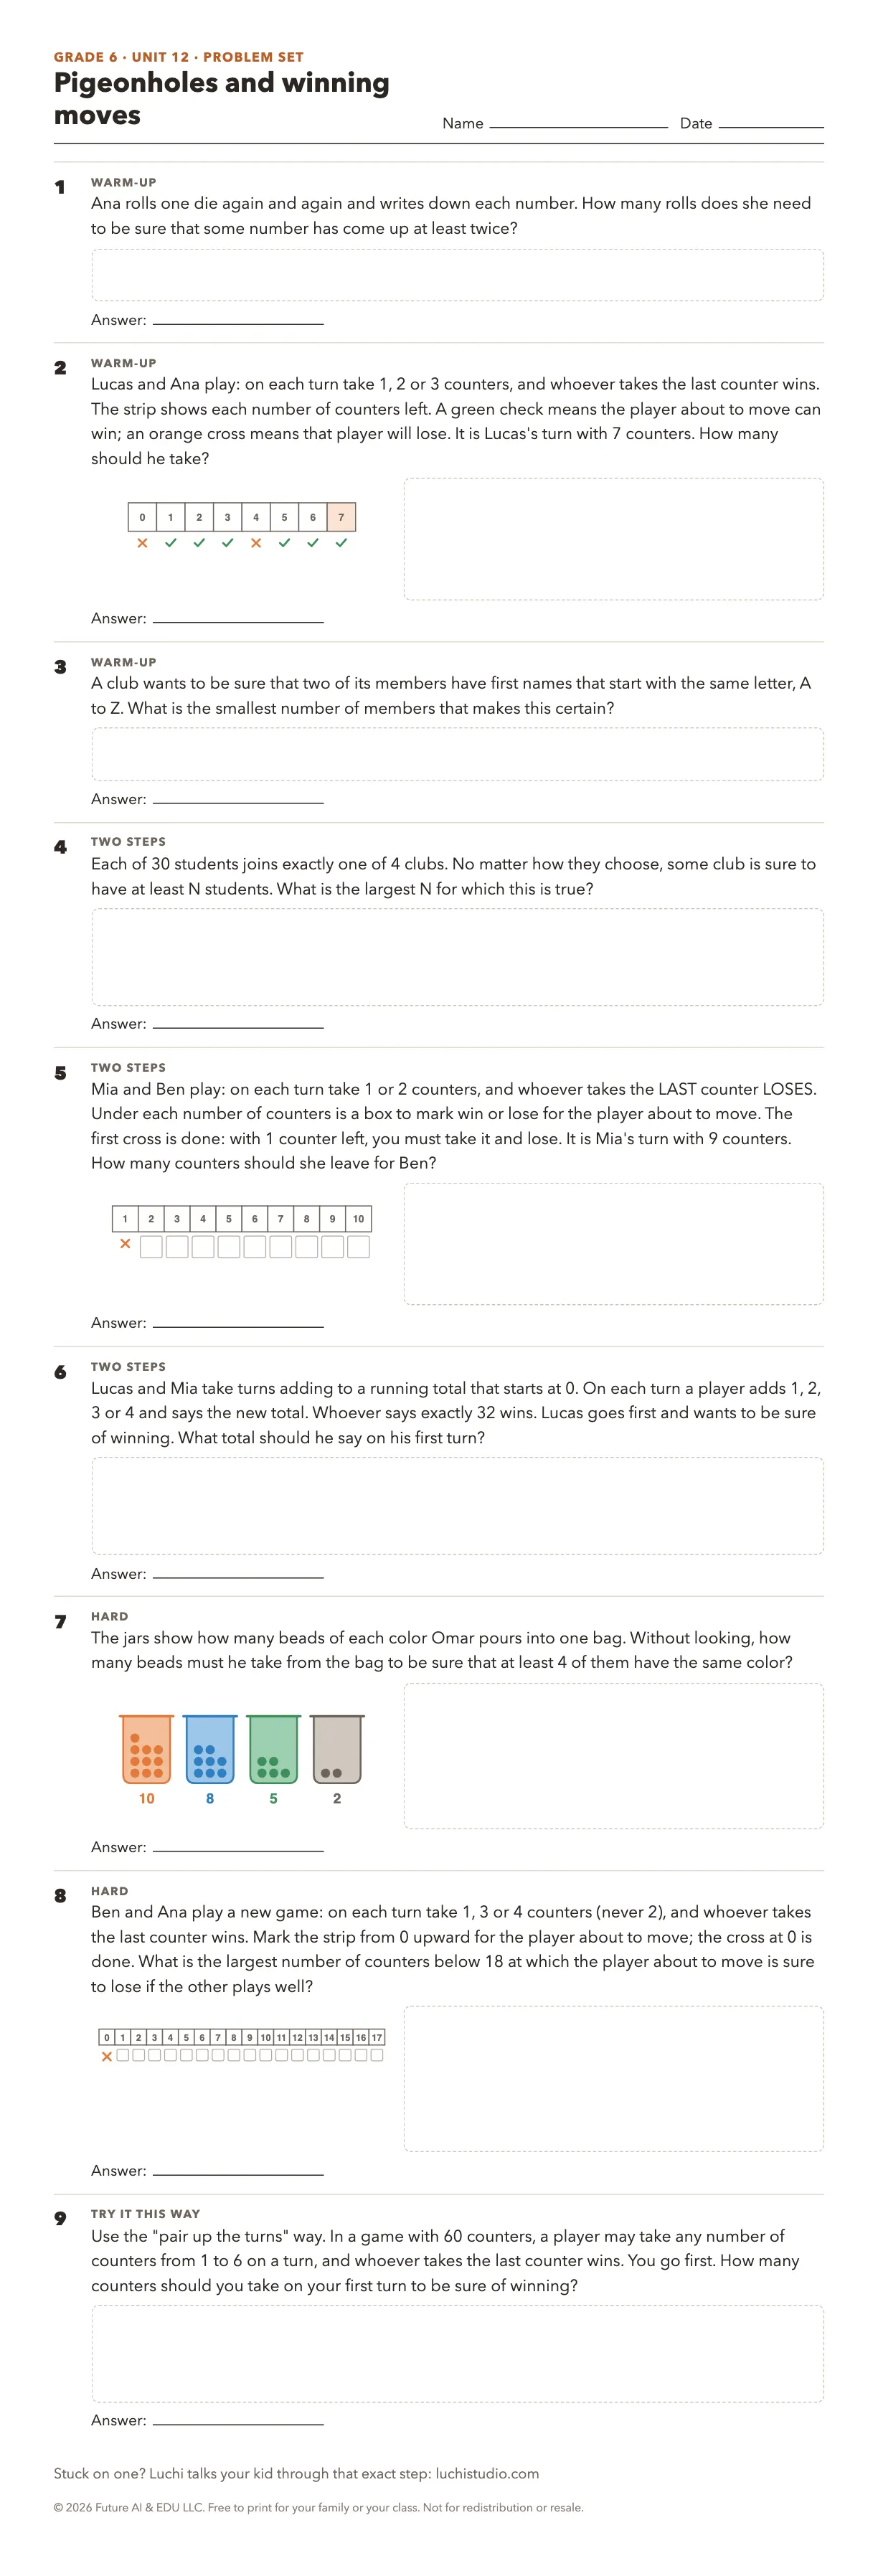 GRADE 6 · UNIT 12 · PROBLEM SET
Pigeonholes and winning
moves
Name
Date
1
WARM-UP
Ana rolls one die again and again and writes down each number. How many rolls does she need
to be sure that some number has come up at least twice?
Answer:
2
WARM-UP
Lucas and Ana play: on each turn take 1, 2 or 3 counters, and whoever takes the last counter wins.
The strip shows each number of counters left. A green check means the player about to move can
win; an orange cross means that player will lose. It is Lucas's turn with 7 counters. How many
should he take?
0 1 2 3 4 5 6 7
Answer:
3
WARM-UP
A club wants to be sure that two of its members have first names that start with the same letter, A
to Z. What is the smallest number of members that makes this certain?
Answer:
4
TWO STEPS
Each of 30 students joins exactly one of 4 clubs. No matter how they choose, some club is sure to
have at least N students. What is the largest N for which this is true?
Answer:
5
TWO STEPS
Mia and Ben play: on each turn take 1 or 2 counters, and whoever takes the LAST counter LOSES.
Under each number of counters is a box to mark win or lose for the player about to move. The
first cross is done: with 1 counter left, you must take it and lose. It is Mia's turn with 9 counters.
How many counters should she leave for Ben?
1 2 3 4 5 6 7 8 9 10
Answer:
6
TWO STEPS
Lucas and Mia take turns adding to a running total that starts at 0. On each turn a player adds 1, 2,
3 or 4 and says the new total. Whoever says exactly 32 wins. Lucas goes first and wants to be sure
of winning. What total should he say on his first turn?
Answer:
7
HARD
The jars show how many beads of each color Omar pours into one bag. Without looking, how
many beads must he take from the bag to be sure that at least 4 of them have the same color?
10 8 5 2
Answer:
8
HARD
Ben and Ana play a new game: on each turn take 1, 3 or 4 counters (never 2), and whoever takes
the last counter wins. Mark the strip from 0 upward for the player about to move; the cross at 0 is
done. What is the largest number of counters below 18 at which the player about to move is sure
to lose if the other plays well?
0 1 2 3 4 5 6 7 8 9 10 11 12 13 14 15 16 17
Answer:
9
TRY IT THIS WAY
Use the "pair up the turns" way. In a game with 60 counters, a player may take any number of
counters from 1 to 6 on a turn, and whoever takes the last counter wins. You go first. How many
counters should you take on your first turn to be sure of winning?
Answer:
Stuck on one? Luchi talks your kid through that exact step: luchistudio.com
© 2026 Future AI & EDU LLC. Free to print for your family or your class. Not for redistribution or resale.